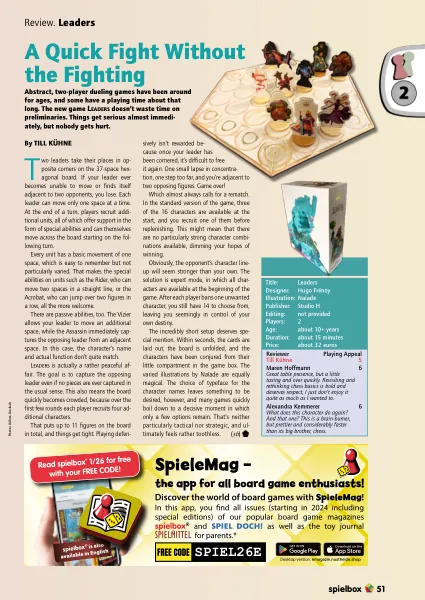 Review. Leaders
A Quick Fight Without
the Fighting
Abstract, two-player dueling games have been around
for ages, and some have a playing time about that
long. The new game LEADERS doesn't waste time on
preliminaries. Things get serious almost immedi-
ately, but nobody gets hurt.
2
By TILL KÜHNE
Two leaders take their places in op-
posite corners on the 37-space hex-
agonal board. If your leader ever
becomes unable to move or finds itself
adjacent to two opponents, you lose. Each
leader can move only one space at a time.
At the end of a turn, players recruit addi-
tional units, all of which offer support in the
form of special abilities and can themselves
move across the board starting on the fol-
lowing turn.
Every unit has a basic movement of one
space, which is easy to remember but not
particularly varied. That makes the special
abilities on units such as the Rider, who can
move two spaces in a straight line, or the
Acrobat, who can jump over two figures in
a row, all the more welcome.
There are passive abilities, too. The Vizier
allows your leader to move an additional
space, while the Assassin immediately cap-
tures the opposing leader from an adjacent
space. In this case, the character's name
and actual function don't quite match.
LEADERS is actually a rather peaceful af-
fair. The goal is to capture the opposing
leader even if no pieces are ever captured in
the usual sense. This also means the board
quickly becomes crowded, because over the
first few rounds each player recruits four ad-
ditional characters.
That puts up to 11 figures on the board
in total, and things get tight. Playing defen-
sively isn't rewarded be-
cause once your leader has
been cornered, it's difficult to free
it again. One small lapse in concentra-
tion, one step too far, and you're adjacent to
two opposing figures. Game over!
Which almost always calls for a rematch.
In the standard version of the game, three
of the 16 characters are available at the
start, and you recruit one of them before
replenishing. This might mean that there
are no particularly strong character combi-
nations available, dimming your hopes of
winning.
Obviously, the opponent's character line-
up will seem stronger than your own. The
solution is expert mode, in which all char-
acters are available at the beginning of the
game. After each player bans one unwanted
character, you still have 14 to choose from,
leaving you seemingly in control of your
own destiny.
The incredibly short setup deserves spe-
cial mention. Within seconds, the cards are
laid out, the board is unfolded, and the
characters have been conjured from their
little compartment in the game box. The
varied illustrations by Naïade are equally
magical. The choice of typeface for the
character names leaves something to be
desired, however, and many games quickly
boil down to a decisive moment in which
only a few options remain. That's neither
particularly tactical nor strategic, and ul-
timately feels rather toothless. (sh)
Title: Leaders
Designer: Hugo Frénoy
Illustration: Naïade
Publisher: Studio H
Editing: not provided
Players: 2
Age: about 10+ years
Duration: about 15 minutes
Price: about 32 euros
Reviewer Playing Appeal
Till Kühne 5
Maren Hoffmann 6
Great table presence, but a little
taxing and over quickly. Revisiting and
rethinking chess basics is bold and
deserves respect, I just don't enjoy it
quite as much as I wanted to.
Alexandra Kemmerer 6
What does this character do again?
And that one? This is a brain-burner,
but prettier and considerably faster
than its big brother, chess.
Read spielbox® 1/26 for free
with your FREE CODE!
spielbox® is also
available in English
SpieleMag –
the app for all board game enthusiasts!
Discover the world of board games with SpieleMag!
In this app, you find all issues (starting in 2024 including
special editions) of our popular board game magazines
spielbox® and SPIEL DOCH! as well as the toy journal
SPIELMITTEL for parents.*
FREE CODE SPIEL26E
GET IN ON
Google Play
Download on the
App Store
spielbox 51